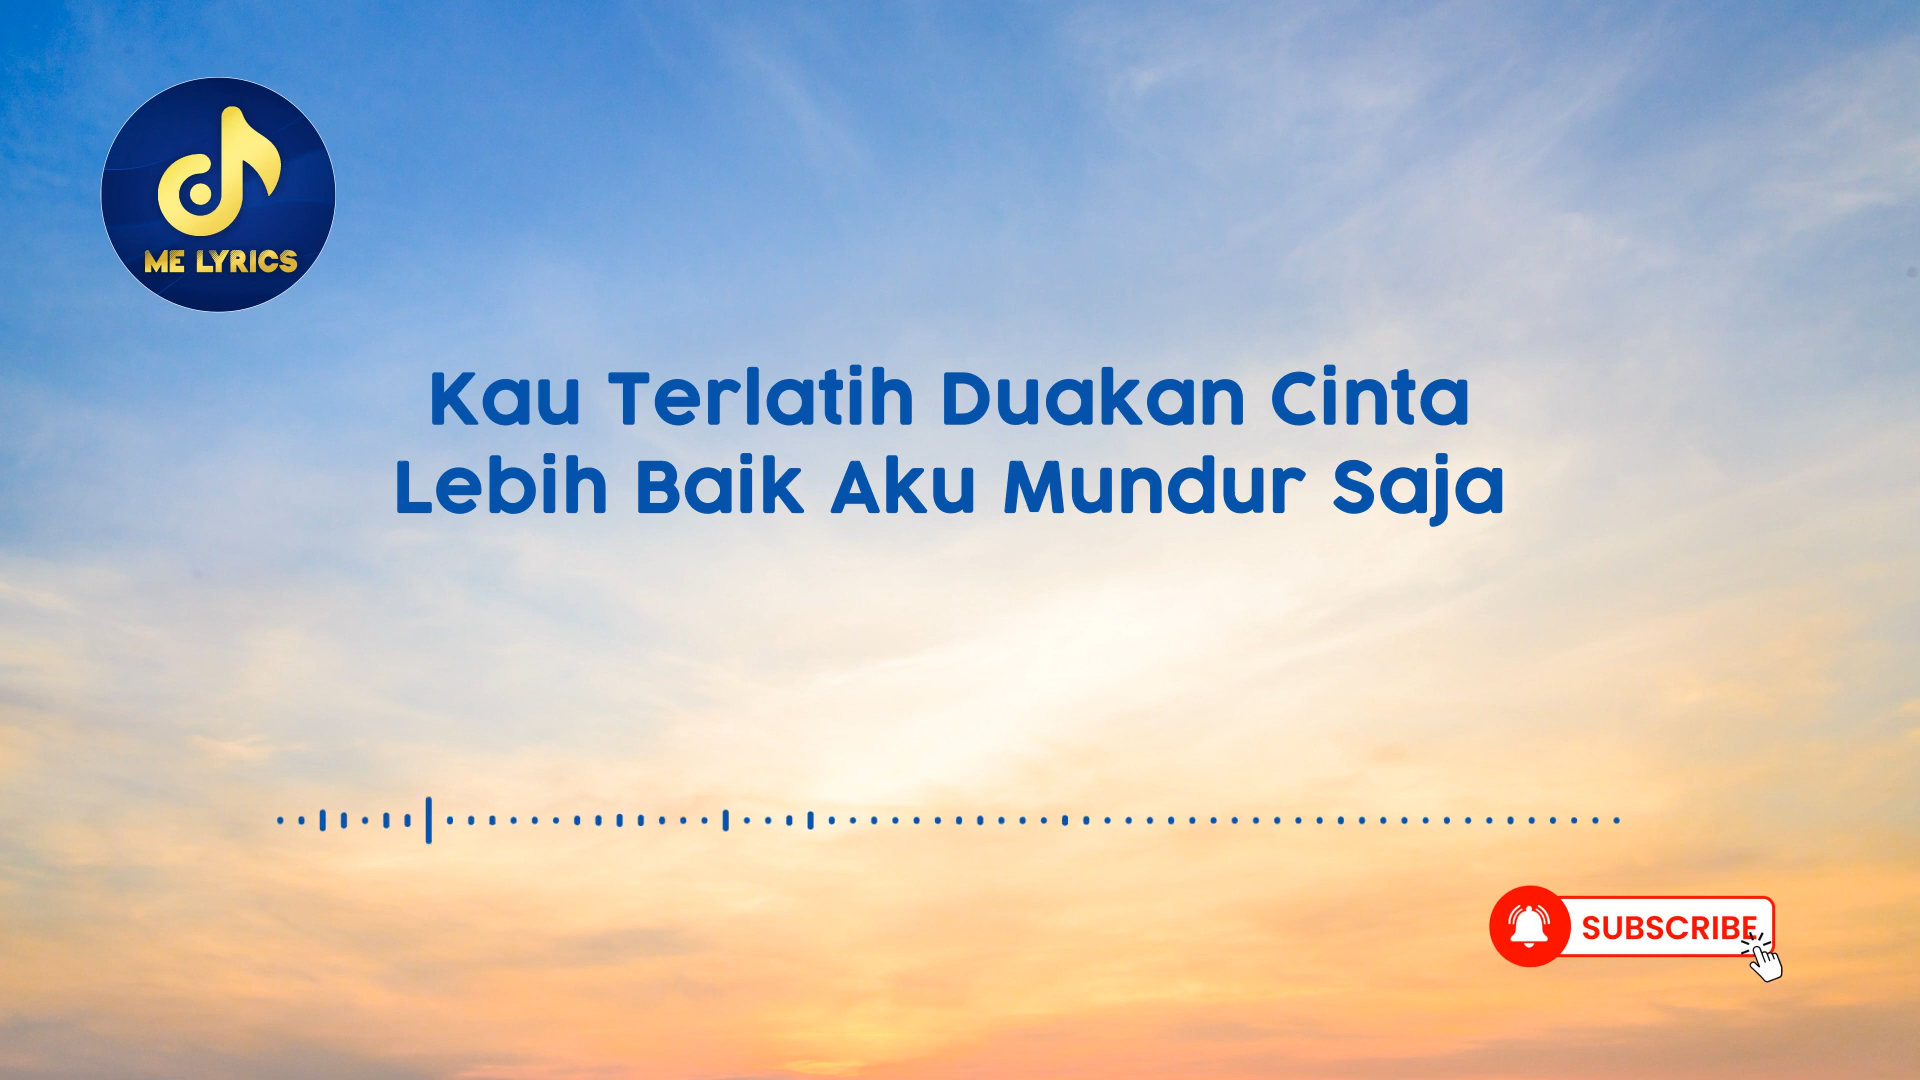 ME LYRICS
Kau Terlatih Duakan Cinta
Lebih Baik Aku Mundur Saja
SUBSCRIBE